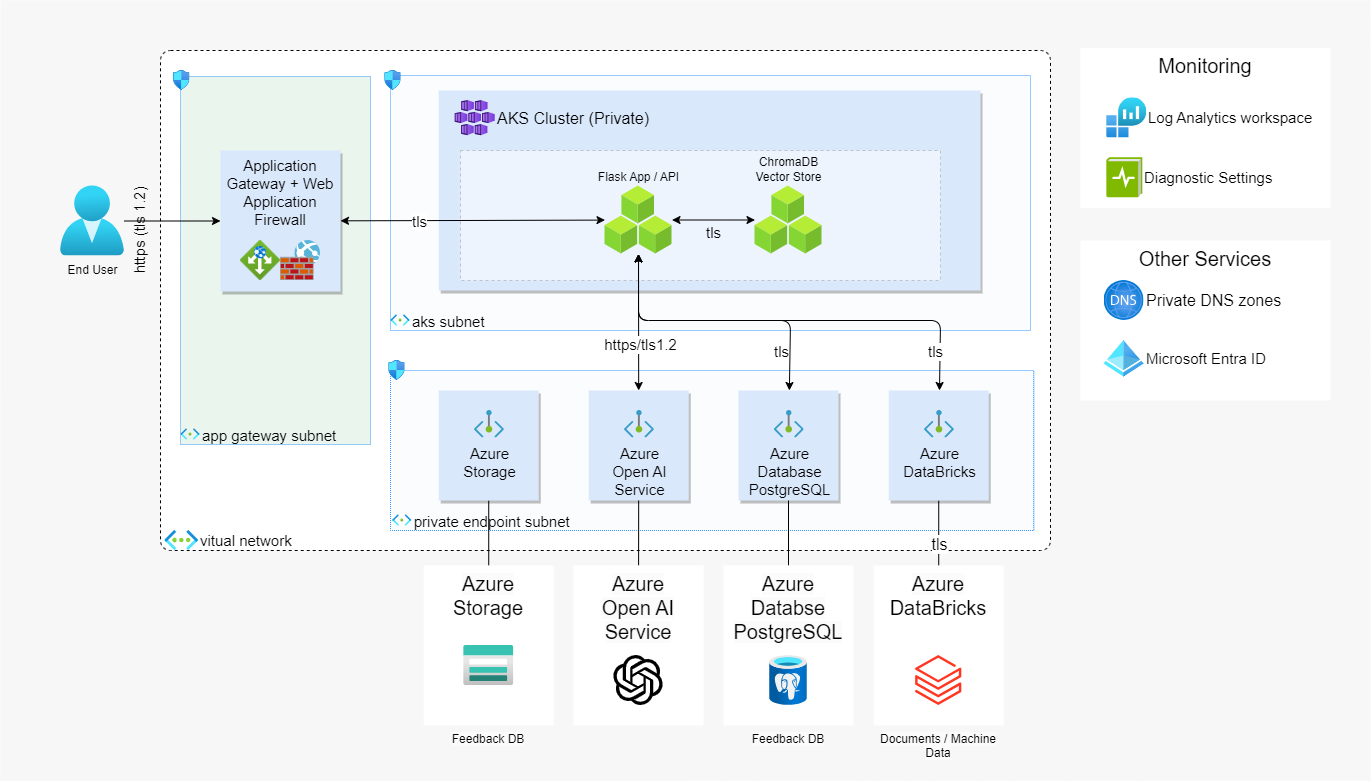 Monitoring
Log Analytics workspace
Diagnostic Settings
Other Services
DNS
Private DNS zones
Microsoft Entra ID
End User
https (tls 1.2)
Application
Gateway + Web
Application
Firewall
app gateway subnet
tls
AKS Cluster (Private)
Flask App / API
tls
ChromaDB
Vector Store
aks subnet
https/tls1.2
tls
tls
Azure
Storage
Azure
Open AI
Service
Azure
Database
PostgreSQL
Azure
DataBricks
private endpoint subnet
vitual network
tls
Azure
Storage
Feedback DB
Azure
Open AI
Service
Azure
Databse
PostgreSQL
Feedback DB
Azure
DataBricks
Documents / Machine
Data